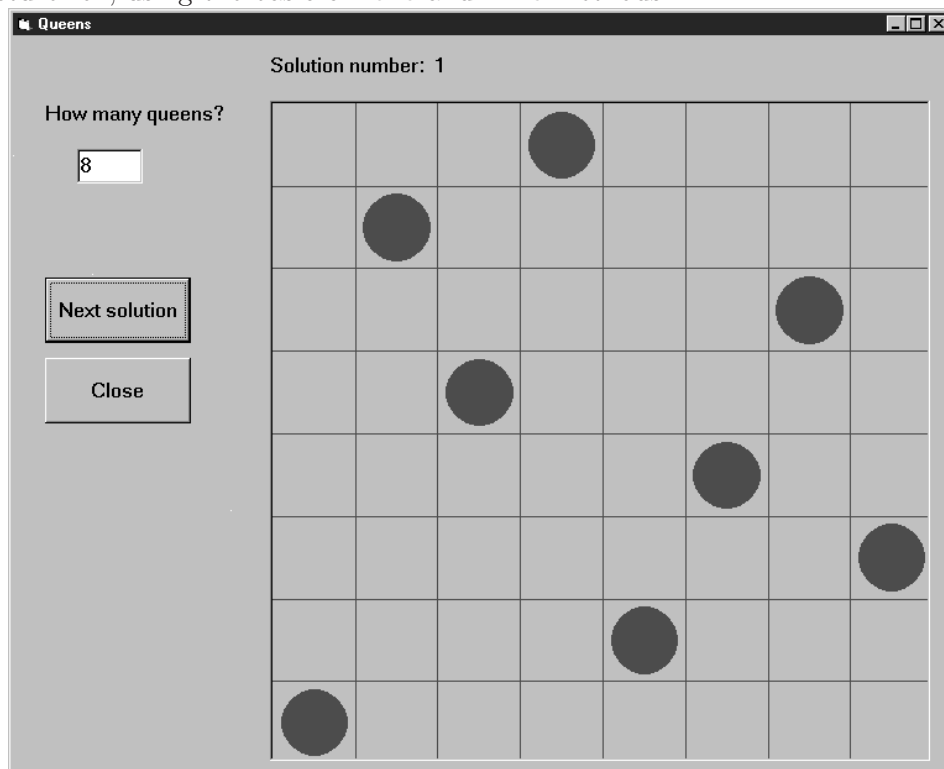 Queens
Solution number: 1
How many queens?
8
Next solution
Close